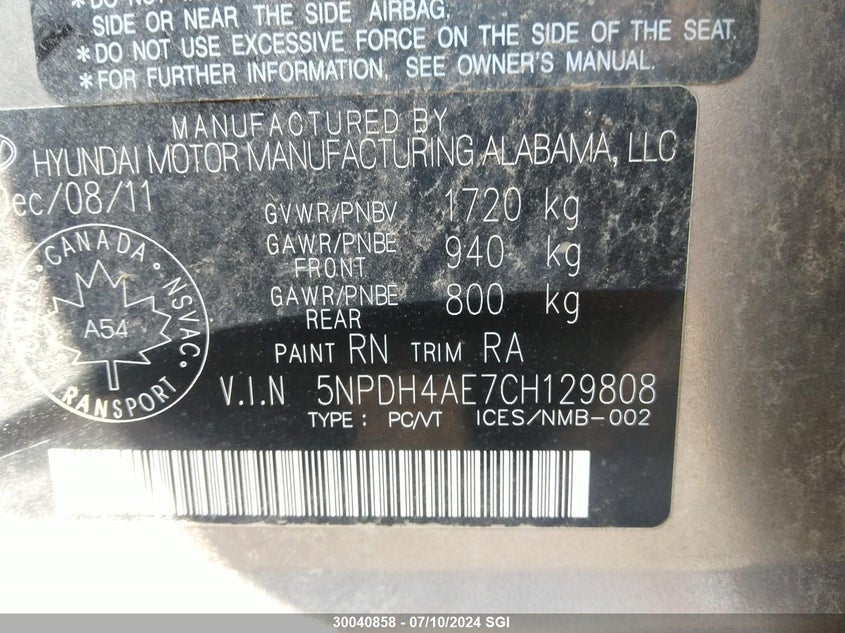 SIDE OR NEAR THE SIDE AIRBAG.
*DO NOT USE EXCESSIVE FORCE ON THE SIDE OF THE SEAT.
*FOR FURTHER INFORMATION, SEE OWNER'S MANUAL.
MANUFACTURED BY
HYUNDAI MOTOR MANUFACTURING ALABAMA, LLC
Dec/08/11
GVWR/PNBV 1720 kg
GAWR/PNBE FRONT 940 kg
GAWR/PNBE REAR 800 kg
CANADA
NSVAC
A54
TRANSPORT
PAINT RN TRIM RA
V.I.N 5NPDH4AE7CH129808
TYPE: PC/VT ICES/NMB-002
30040858 - 07/10/2024 SGI